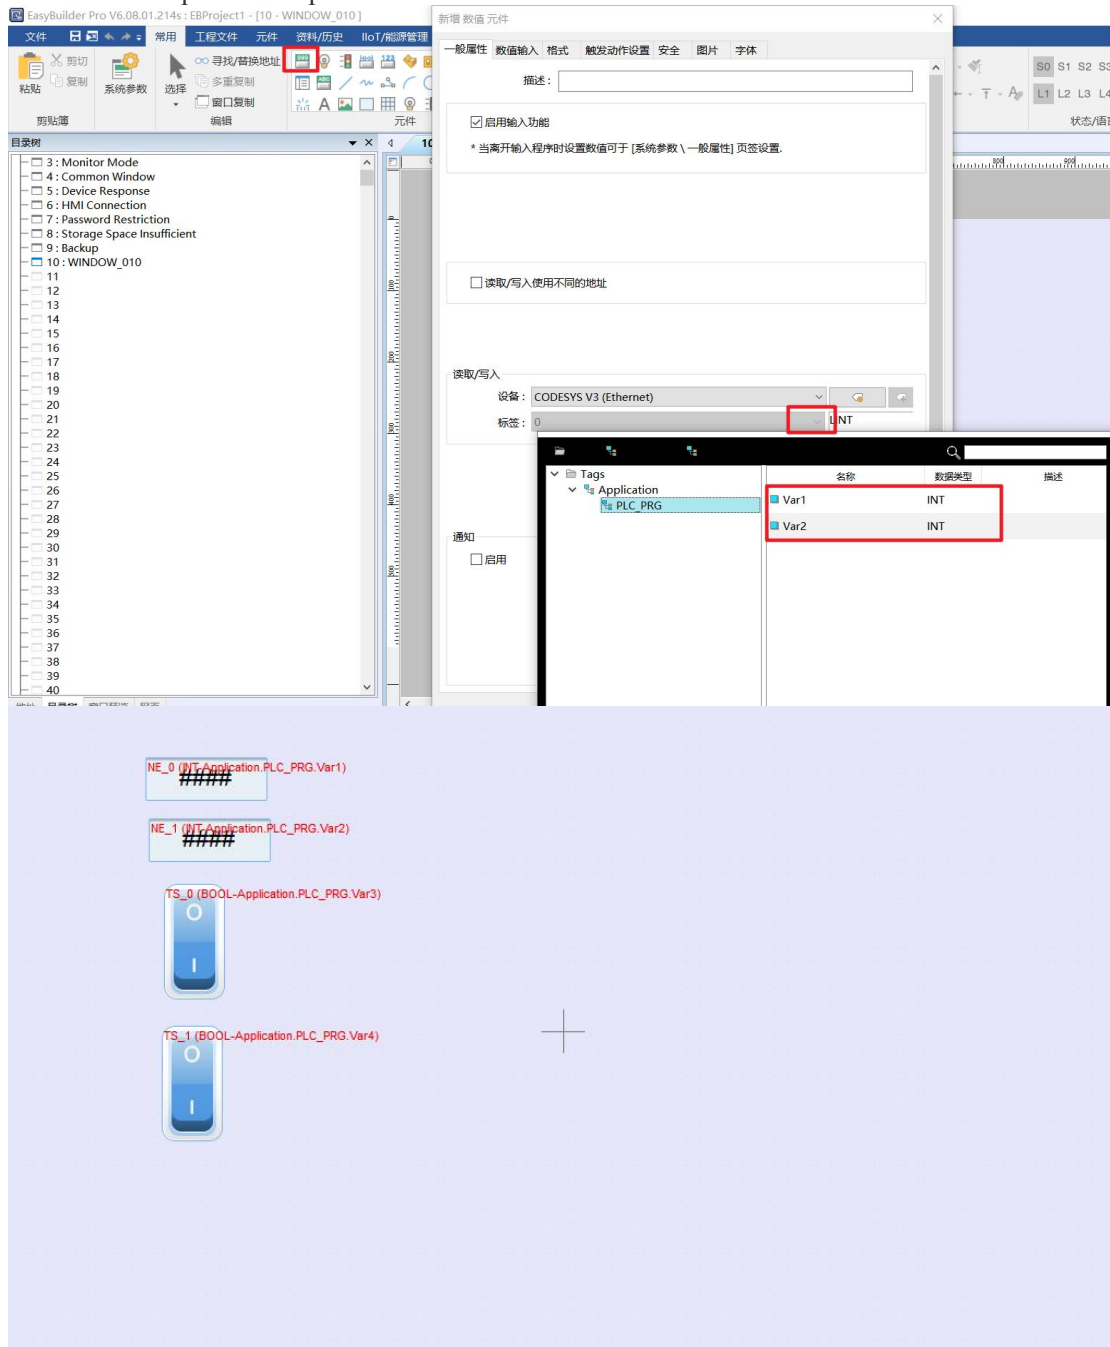 EasyBuilder Pro V6.08.01.214s : EBProject1 - [10 - WINDOW_010 ]
文件 常用 工程文件 元件 资料/历史 IIoT/能源管理
粘贴 剪切 复制 系统参数 选择 寻找/替换地址 多重复制 窗口复制
剪贴簿 编辑 元件
目录树
3 : Monitor Mode
4 : Common Window
5 : Device Response
6 : HMI Connection
7 : Password Restriction
8 : Storage Space Insufficient
9 : Backup
10 : WINDOW_010
11
12
13
14
15
16
17
18
19
20
21
22
23
24
25
26
27
28
29
30
31
32
33
34
35
36
37
38
39
40
10
0
100
200
300
400
500
新增 数值 元件
一般属性 数值输入 格式 触发动作设置 安全 图片 字体
描述 :
启用输入功能
* 当离开输入程序时设置数值可于 [系统参数 \ 一般属性] 页签设置.
读取/写入使用不同的地址
读取/写入
设备 : CODESYS V3 (Ethernet)
标签 : 0
通知
启用
S0 S1 S2 S3
L1 L2 L3 L4
状态/语言
800 900
Tags
Application
PLC_PRG
名称 数据类型 描述
Var1 INT
Var2 INT
NE_0 (INT-Application.PLC_PRG.Var1)
####
NE_1 (INT-Application.PLC_PRG.Var2)
####
TS_0 (BOOL-Application.PLC_PRG.Var3)
O
I
TS_1 (BOOL-Application.PLC_PRG.Var4)
O
I